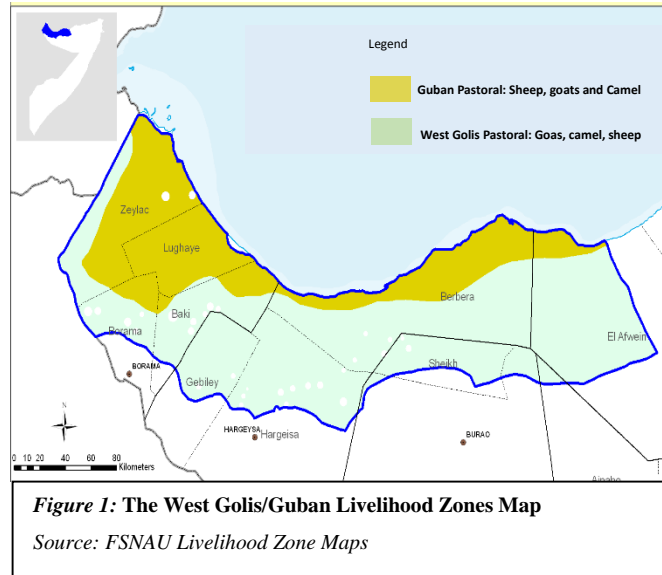 Legend
Guban Pastoral: Sheep, goats and Camel
West Golis Pastoral: Goas, camel, sheep
Zeylac
Lughaye
Berbera
Baki
Borama
El Afwein
Sheikh
BORAMA
Gebiley
HARGEYSA
Hargeisa
BURAO
N
0 10 20 40 60 80
Kilometers
Figure 1: The West Golis/Guban Livelihood Zones Map
Source: FSNAU Livelihood Zone Maps